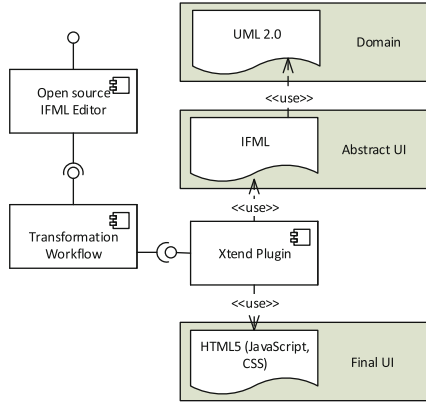 UML 2.0
Domain
<<use>>
Open source
IFML Editor
IFML
Abstract UI
<<use>>
Transformation
Workflow
Xtend Plugin
<<use>>
HTML5 (JavaScript,
CSS)
Final UI